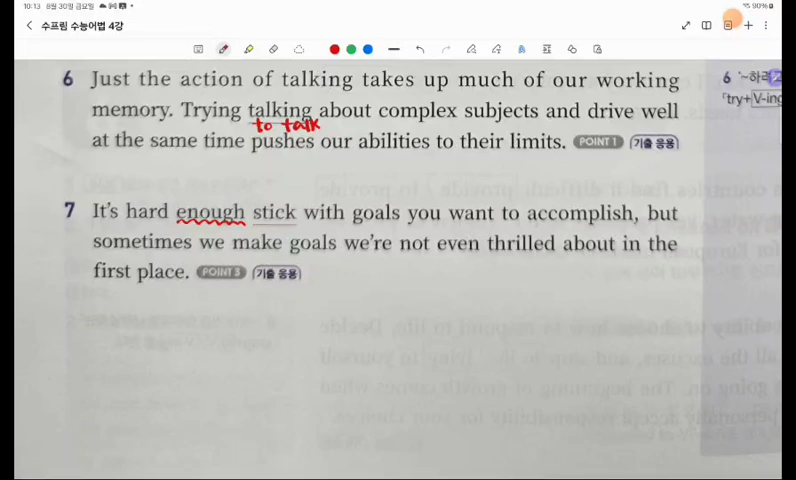 10:13 8월 30일 금요일
90%
수프림 수능어법 4강
6 Just the action of talking takes up much of our working
memory. Trying talking about complex subjects and drive well
to talk
at the same time pushes our abilities to their limits. POINT 1 (기출 응용)
7 It's hard enough stick with goals you want to accomplish, but
sometimes we make goals we're not even thrilled about in the
first place. POINT 3 (기출 응용)
6 '~하려
「try+V-ing